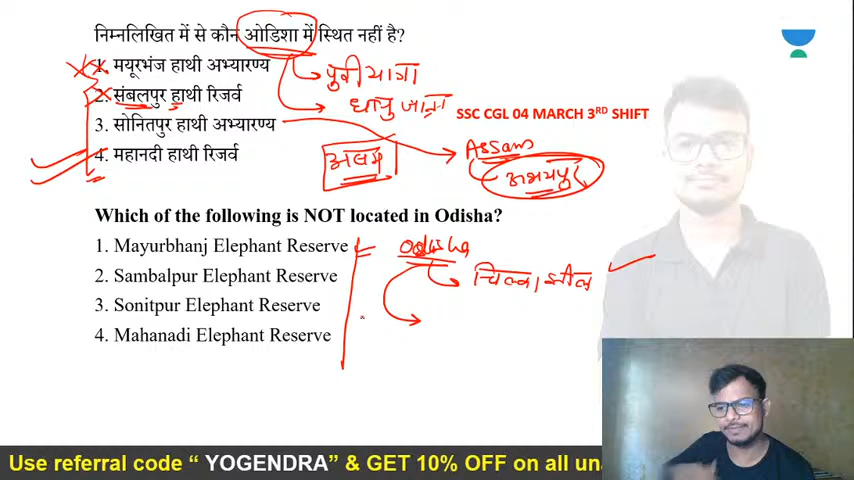 निम्नलिखित में से कौन ओडिशा में स्थित नहीं है?
1. मयूरभंज हाथी अभ्यारण्य
2. संबलपुर हाथी रिजर्व
3. सोनितपुर हाथी अभ्यारण्य
4. महानदी हाथी रिजर्व
SSC CGL 04 MARCH 3RD SHIFT
Assam
Which of the following is NOT located in Odisha?
1. Mayurbhanj Elephant Reserve
2. Sambalpur Elephant Reserve
3. Sonitpur Elephant Reserve
4. Mahanadi Elephant Reserve
Odisha
Use referral code “ YOGENDRA” & GET 10% OFF on all